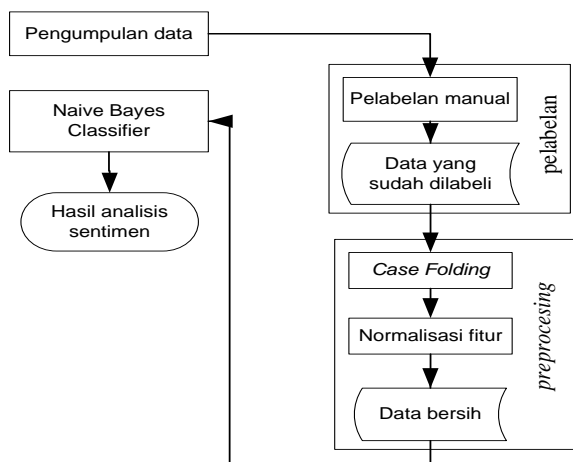 Pengumpulan data
Pelabelan manual
Data yang
sudah dilabeli
pelabelan
Case Folding
Normalisasi fitur
Data bersih
preprocesing
Naive Bayes
Classifier
Hasil analisis
sentimen